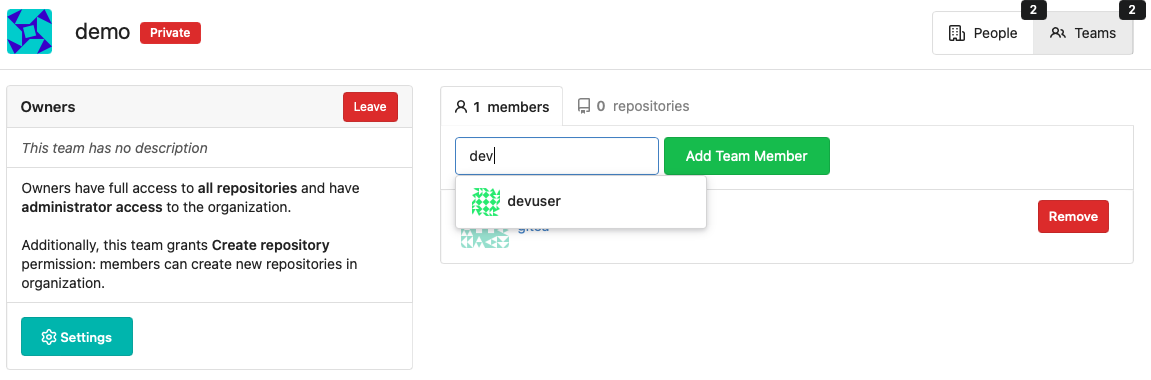 demo Private
2
People
2
Teams
Owners
Leave
This team has no description
Owners have full access to all repositories and have
administrator access to the organization.
Additionally, this team grants Create repository
permission: members can create new repositories in
organization.
Settings
1 members
0 repositories
dev
Add Team Member
devuser
Remove